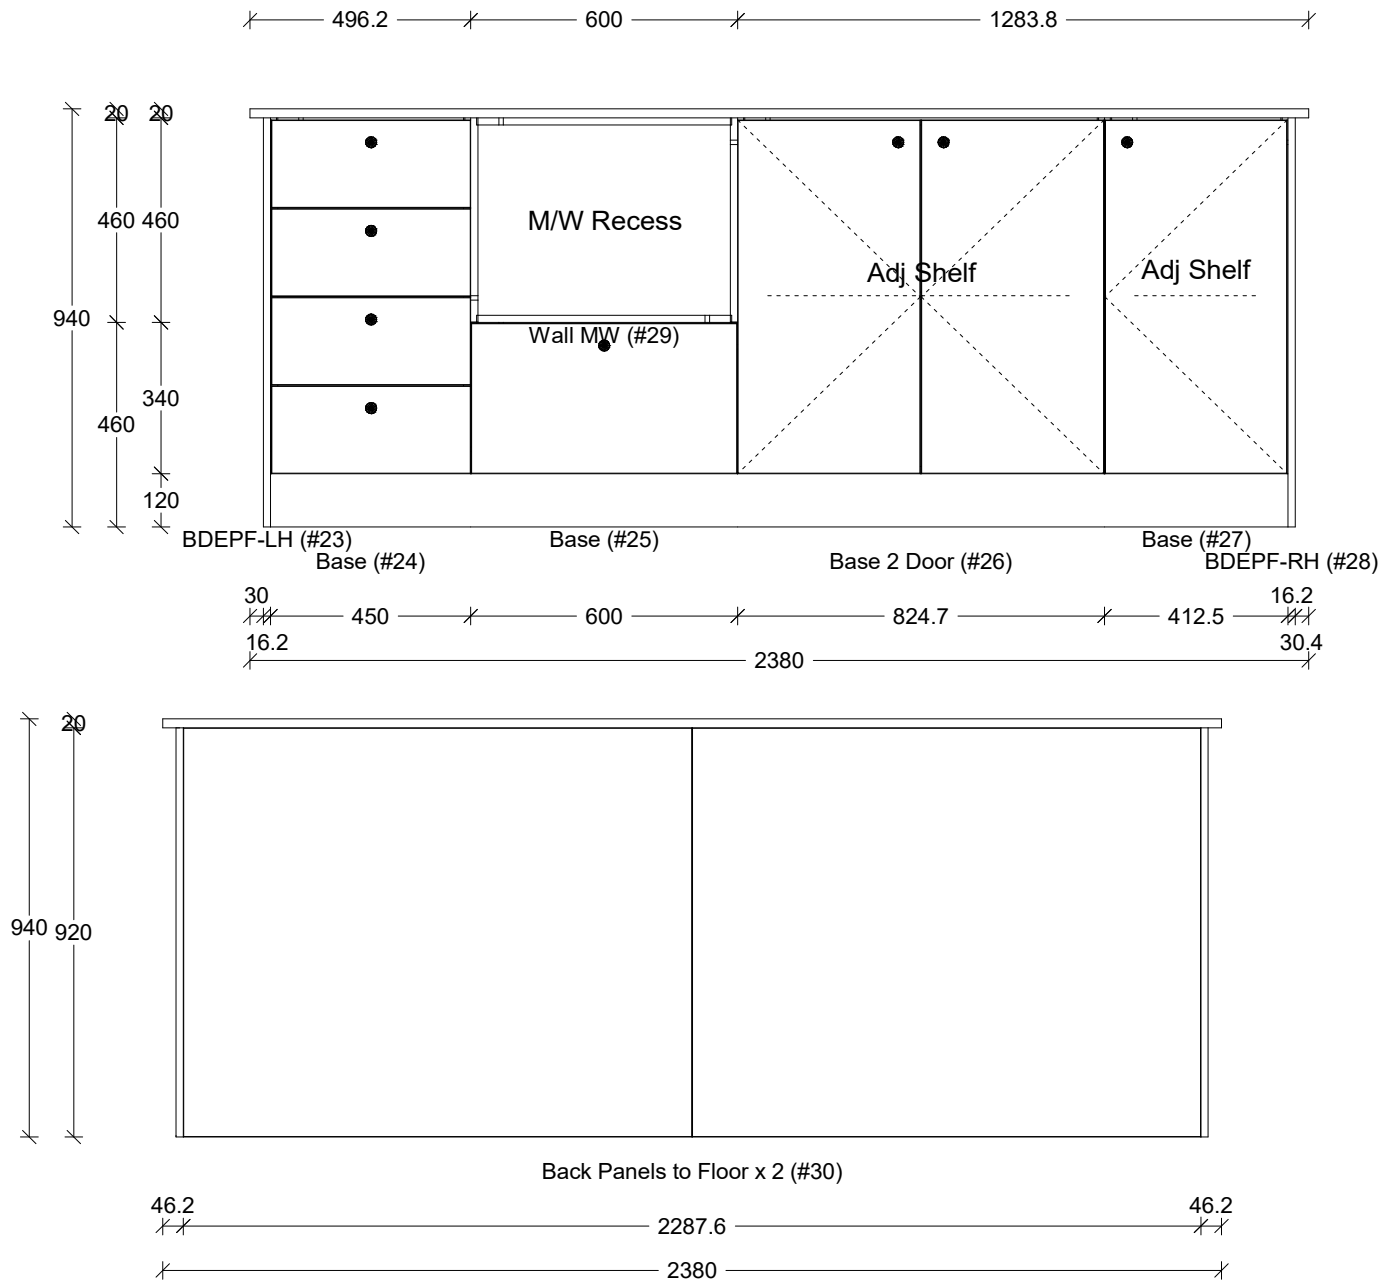 496.2 600 1283.8
20 20
460 460
M/W Recess
Adj Shelf Adj Shelf
940
Wall MW (#29)
340
460
120
BDEPF-LH (#23) Base (#25) Base (#27)
Base (#24) Base 2 Door (#26) BDEPF-RH (#28)
30 16.2
450 600 824.7 412.5
16.2 30.4
2380
20
940 920
Back Panels to Floor x 2 (#30)
46.2 46.2
2287.6
2380